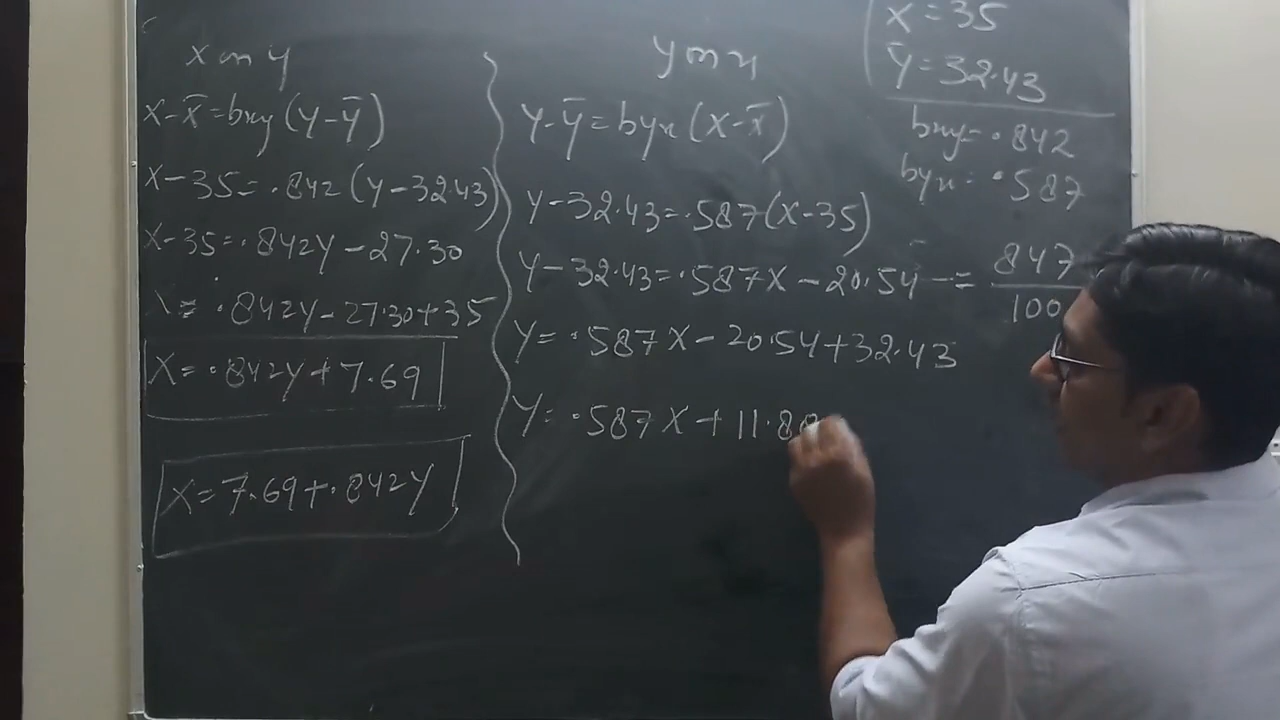 x on y
X-x̄=bxy(Y-ȳ)
X-35=.842(y-32.43)
X-35=.842Y-27.30
X=.842Y-27.30+35
X=.842Y+7.69
X=7.69+.842Y
y on x
Y-ȳ=byx(X-x̄)
Y-32.43=.587(X-35)
Y-32.43=.587X-20.54
Y=.587X-20.54+32.43
Y=.587X+11.88
X̄=35
Ȳ=32.43
bxy=.842
byx=.587
=847
100